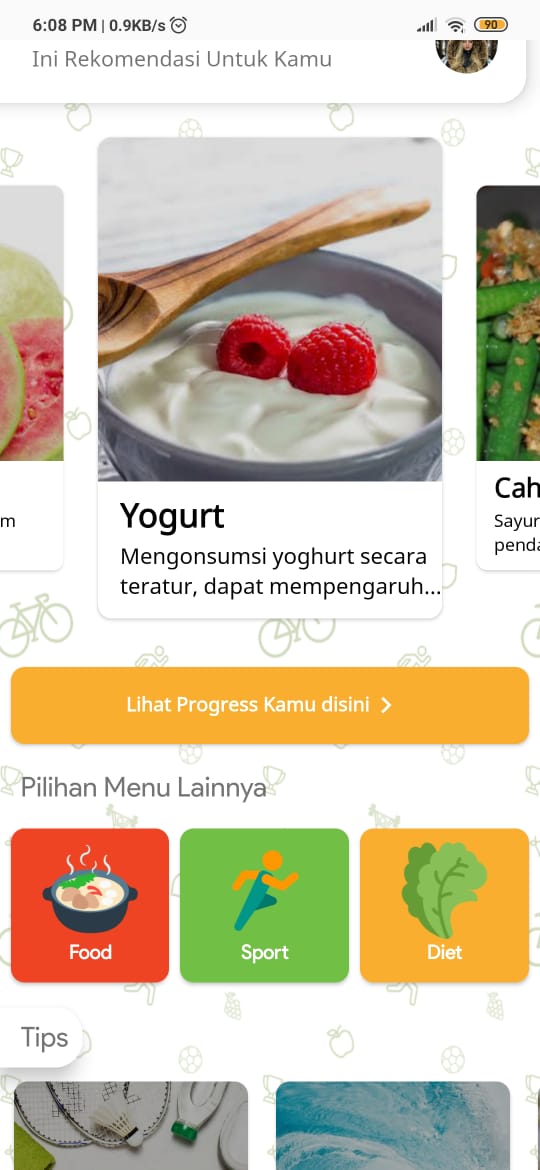 6:08 PM | 0.9KB/s
90
Ini Rekomendasi Untuk Kamu
m
Yogurt
Mengonsumsi yoghurt secara
teratur, dapat mempengaruh...
Cah
Sayur
penda
Lihat Progress Kamu disini
Pilihan Menu Lainnya
Food
Sport
Diet
Tips